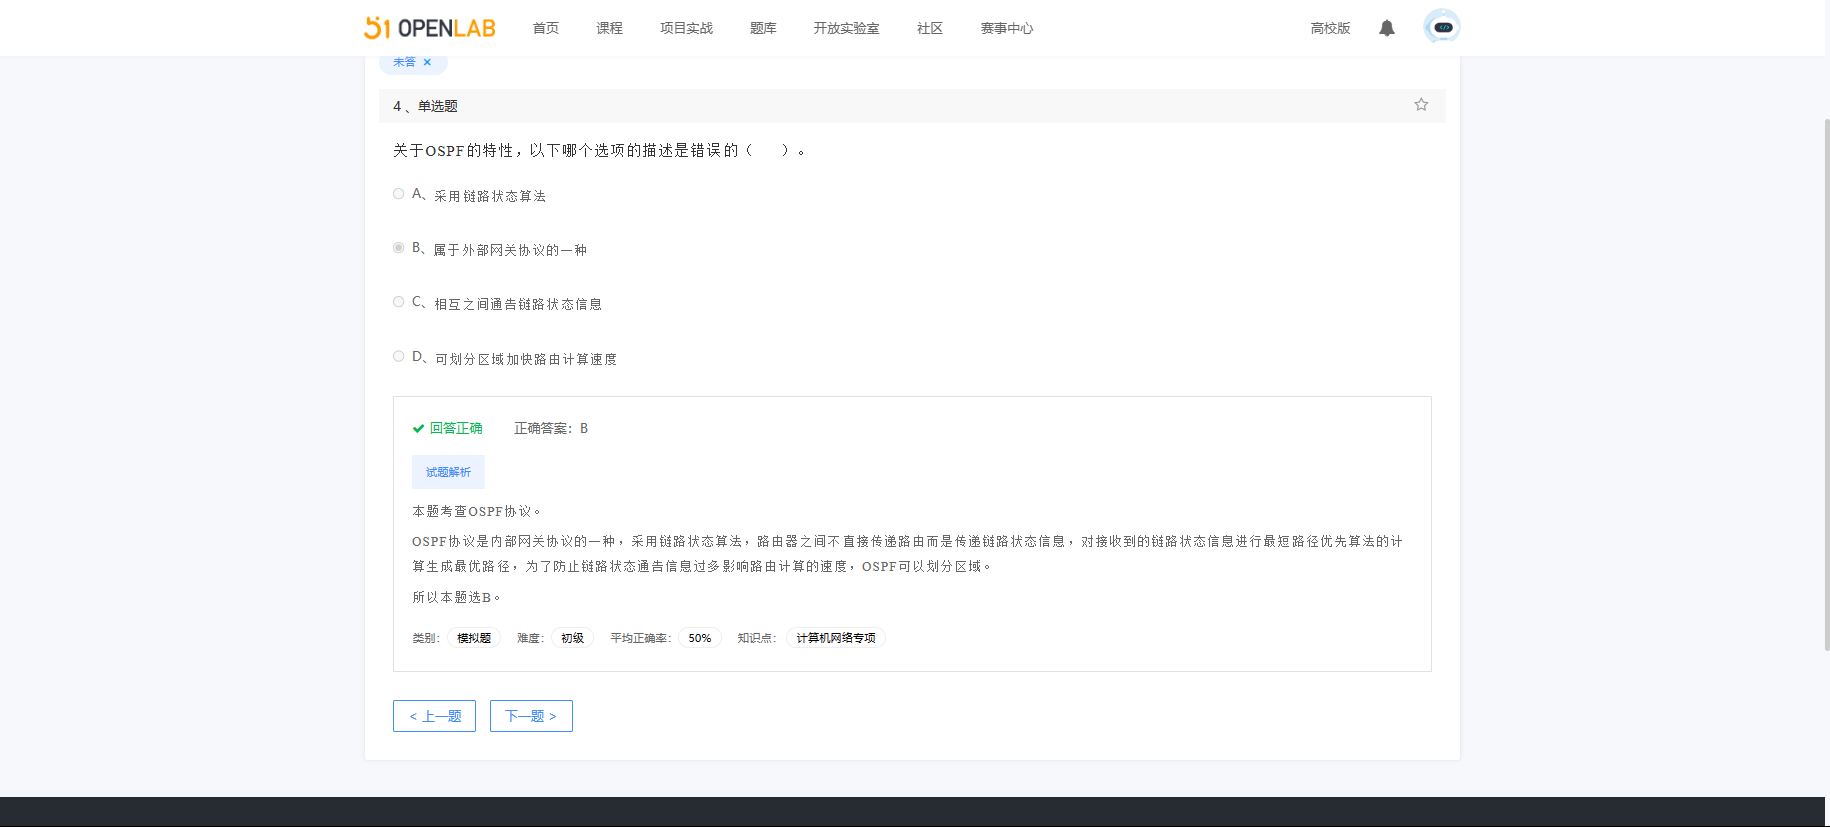 51 OPENLAB 首页 课程 项目实战 题库 开放实验室 社区 赛事中心 高校版
未答 ×
4 、单选题
关于OSPF的特性，以下哪个选项的描述是错误的（ ）。
A、采用链路状态算法
B、属于外部网关协议的一种
C、相互之间通告链路状态信息
D、可划分区域加快路由计算速度
回答正确 正确答案：B
试题解析
本题考查OSPF协议。
OSPF协议是内部网关协议的一种，采用链路状态算法，路由器之间不直接传递路由而是传递链路状态信息，对接收到的链路状态信息进行最短路径优先算法的计
算生成最优路径，为了防止链路状态通告信息过多影响路由计算的速度，OSPF可以划分区域。
所以本题选B。
类别： 模拟题 难度： 初级 平均正确率： 50% 知识点： 计算机网络专项
< 上一题 下一题 >